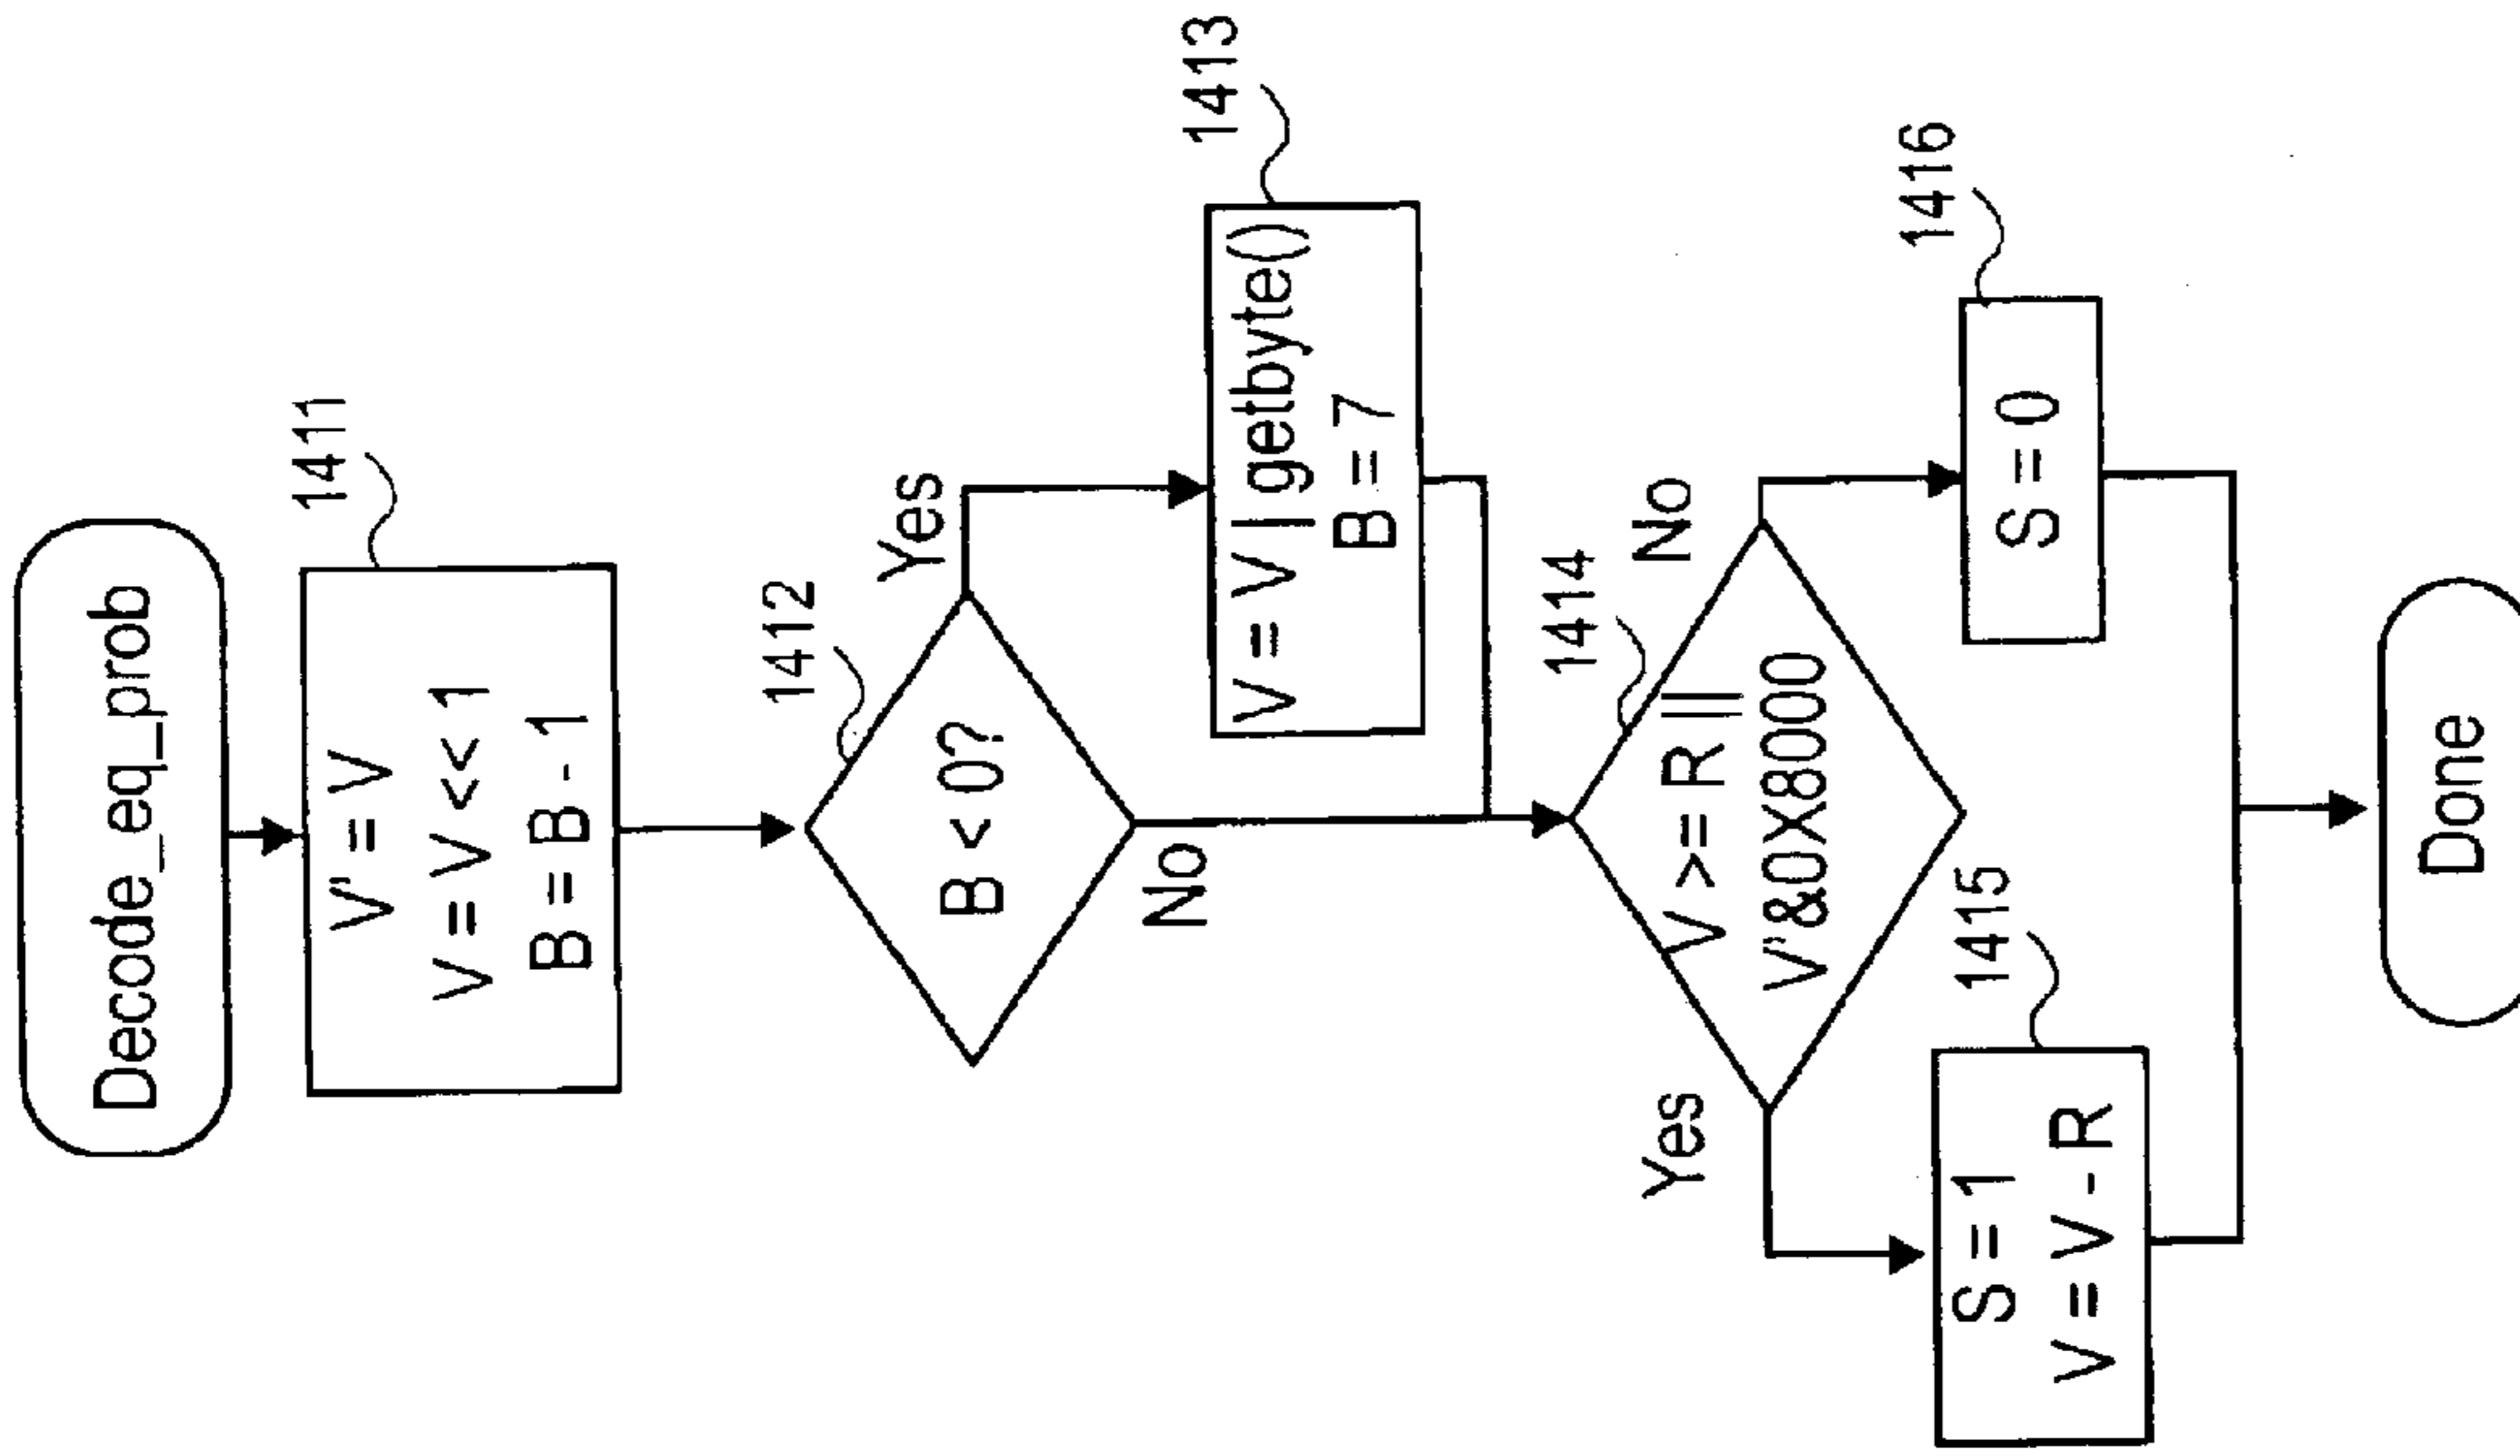 Decode_eq_prob
1411
V' = V
V = V << 1
B = B - 1
1412
B < 0?
Yes
No
1413
V = V | getbyte()
B = 7
1414
V >= R ||
V'&0X8000
No
Yes
1415
S = 1
V = V - R
1416
S = 0
Done